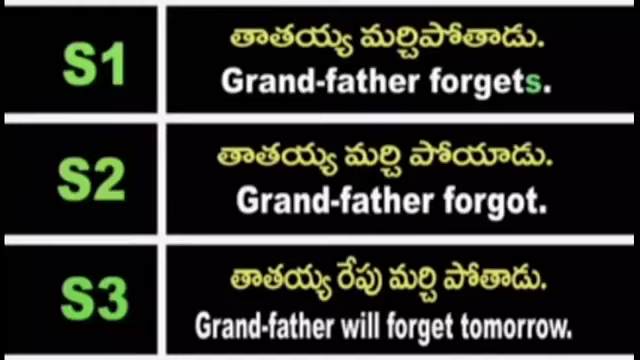 S1
తాతయ్య మర్చిపోతాడు.
Grand-father forgets.
S2
తాతయ్య మర్చి పోయాడు.
Grand-father forgot.
S3
తాతయ్య రేపు మర్చి పోతాడు.
Grand-father will forget tomorrow.